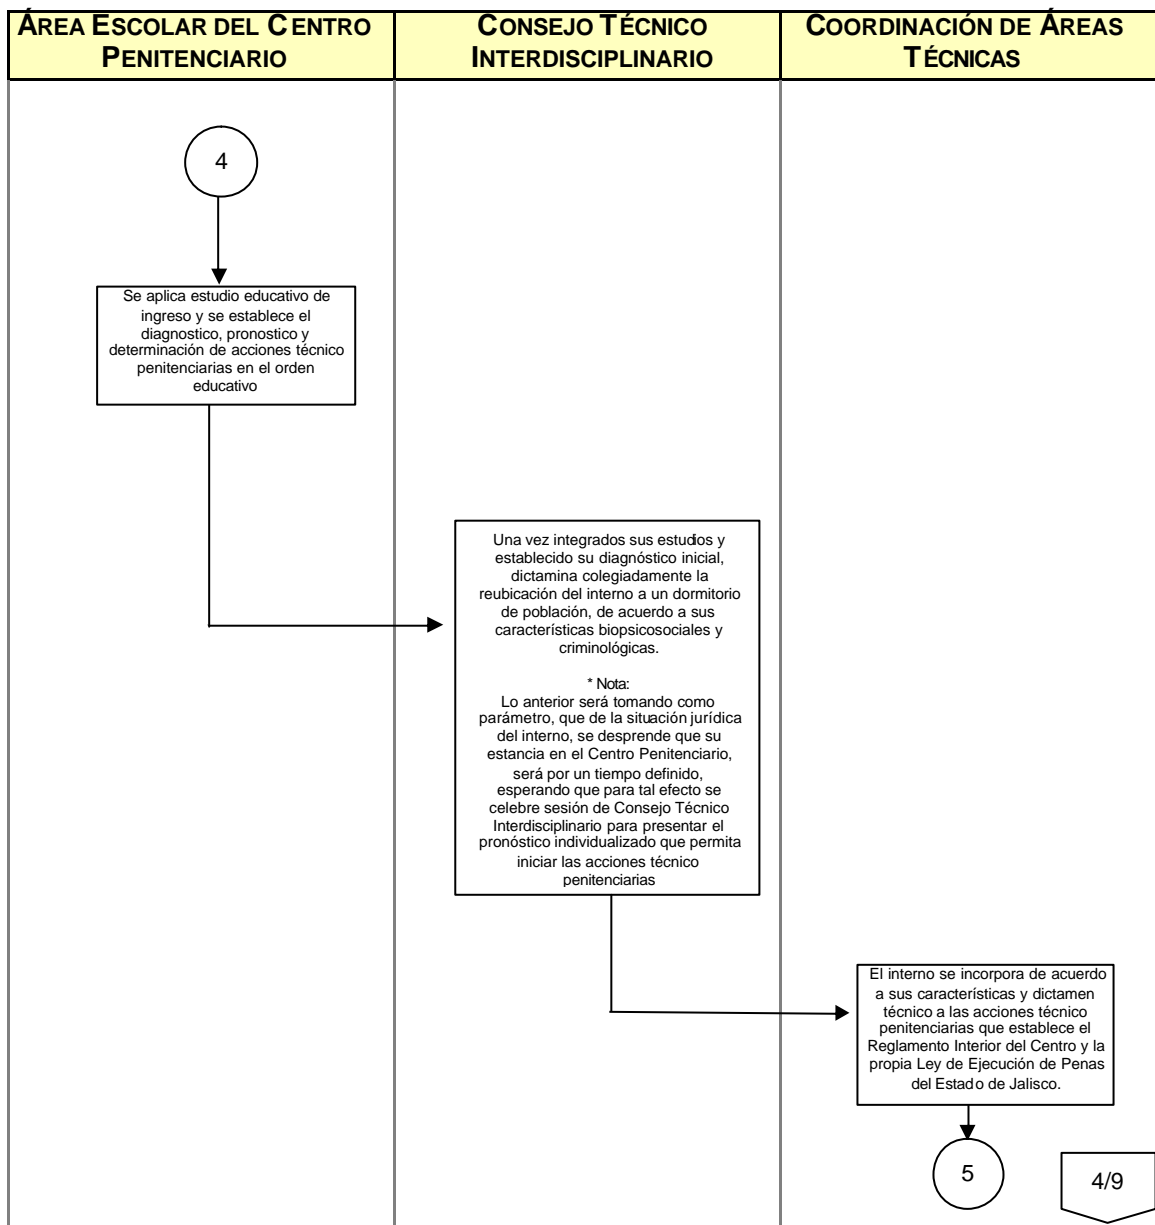 ÁREA ESCOLAR DEL CENTRO
PENITENCIARIO
CONSEJO TÉCNICO
INTERDISCIPLINARIO
COORDINACIÓN DE ÁREAS
TÉCNICAS
4
Se aplica estudio educativo de
ingreso y se establece el
diagnostico, pronostico y
determinación de acciones técnico
penitenciarias en el orden
educativo
Una vez integrados sus estudios y
establecido su diagnóstico inicial,
dictamina colegiadamente la
reubicación del interno a un dormitorio
de población, de acuerdo a sus
características biopsicosociales y
criminológicas.
* Nota:
Lo anterior será tomando como
parámetro, que de la situación jurídica
del interno, se desprende que su
estancia en el Centro Penitenciario,
será por un tiempo definido,
esperando que para tal efecto se
celebre sesión de Consejo Técnico
Interdisciplinario para presentar el
pronóstico individualizado que permita
iniciar las acciones técnico
penitenciarias
El interno se incorpora de acuerdo
a sus características y dictamen
técnico a las acciones técnico
penitenciarias que establece el
Reglamento Interior del Centro y la
propia Ley de Ejecución de Penas
del Estado de Jalisco.
5
4/9